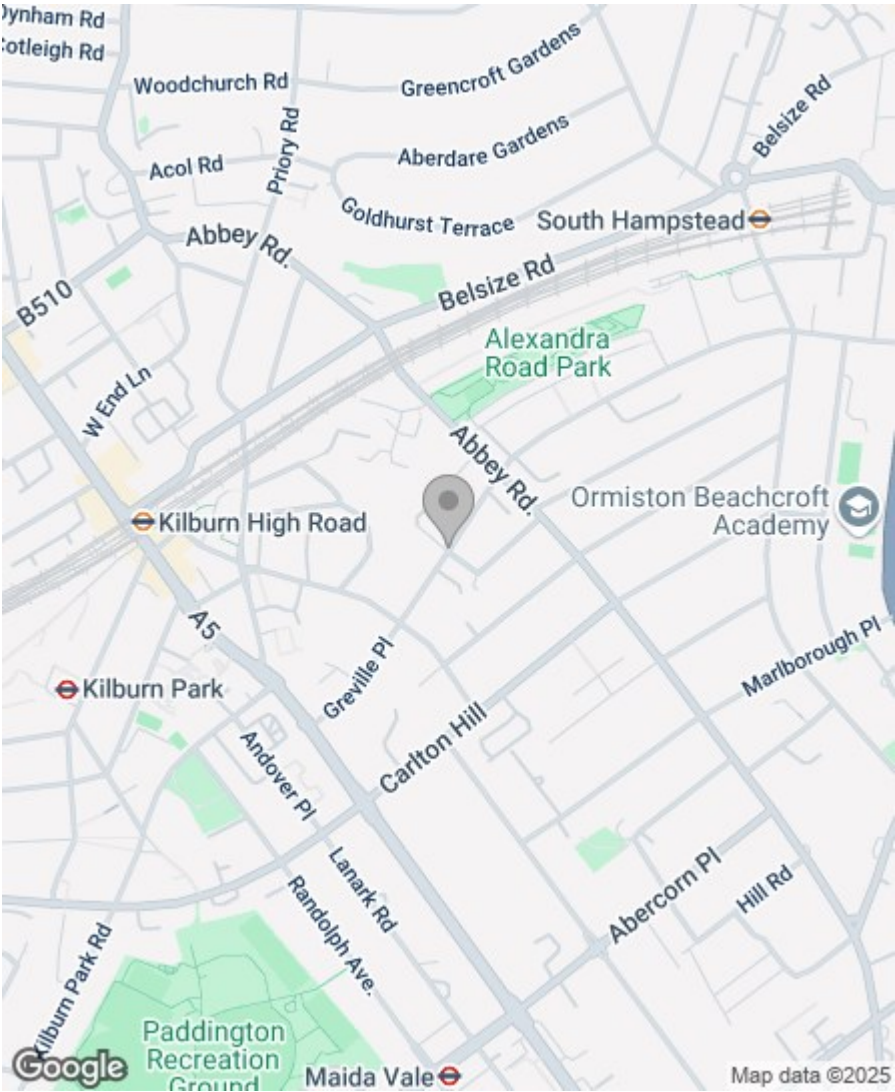 Dynham Rd
Cotleigh Rd
Woodchurch Rd
Greencroft Gardens
Belsize Rd
Priory Rd
Aberdare Gardens
Acol Rd
Goldhurst Terrace
South Hampstead
Abbey Rd.
Belsize Rd
B510
Alexandra
Road Park
W End Ln
Abbey Rd.
Ormiston Beachcroft
Academy
Kilburn High Road
A5
Marlborough Pl
Greville Pl
Kilburn Park
Carlton Hill
Andover Pl
Abercorn Pl
Hill Rd
Lanark Rd
Randolph Ave.
Kilburn Park Rd
Paddington
Recreation
Ground
Maida Vale
Google
Map data ©2025